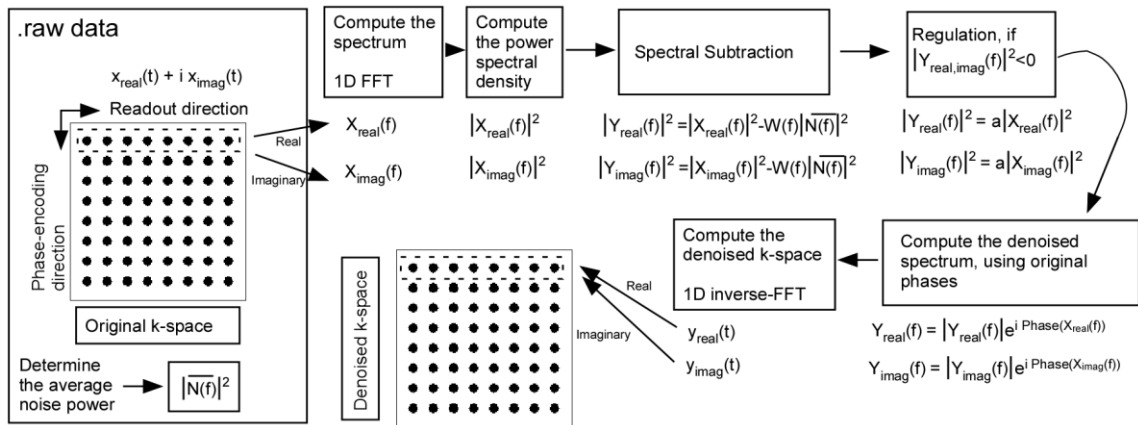 .raw data
x_real(t) + i x_imag(t)
Readout direction
Phase-encoding
direction
Original k-space
Determine
the average
noise power
|N̅(̅f̅)̅|²
Real
Imaginary
Compute the
spectrum
1D FFT
X_real(f)
X_imag(f)
Compute
the power
spectral
density
|X_real(f)|²
|X_imag(f)|²
Spectral Subtraction
|Y_real(f)|² =|X_real(f)|²-W(f)|N̅(̅f̅)̅|²
|Y_imag(f)|² =|X_imag(f)|²-W(f)|N̅(̅f̅)̅|²
Regulation, if
|Y_real,imag(f)|²<0
|Y_real(f)|² = a|X_real(f)|²
|Y_imag(f)|² = a|X_imag(f)|²
Compute the denoised
spectrum, using original
phases
Y_real(f) = |Y_real(f)|e^i Phase(X_real(f))
Y_imag(f) = |Y_imag(f)|e^i Phase(X_imag(f))
Compute the
denoised k-space
1D inverse-FFT
y_real(t)
y_imag(t)
Real
Imaginary
Denoised k-space